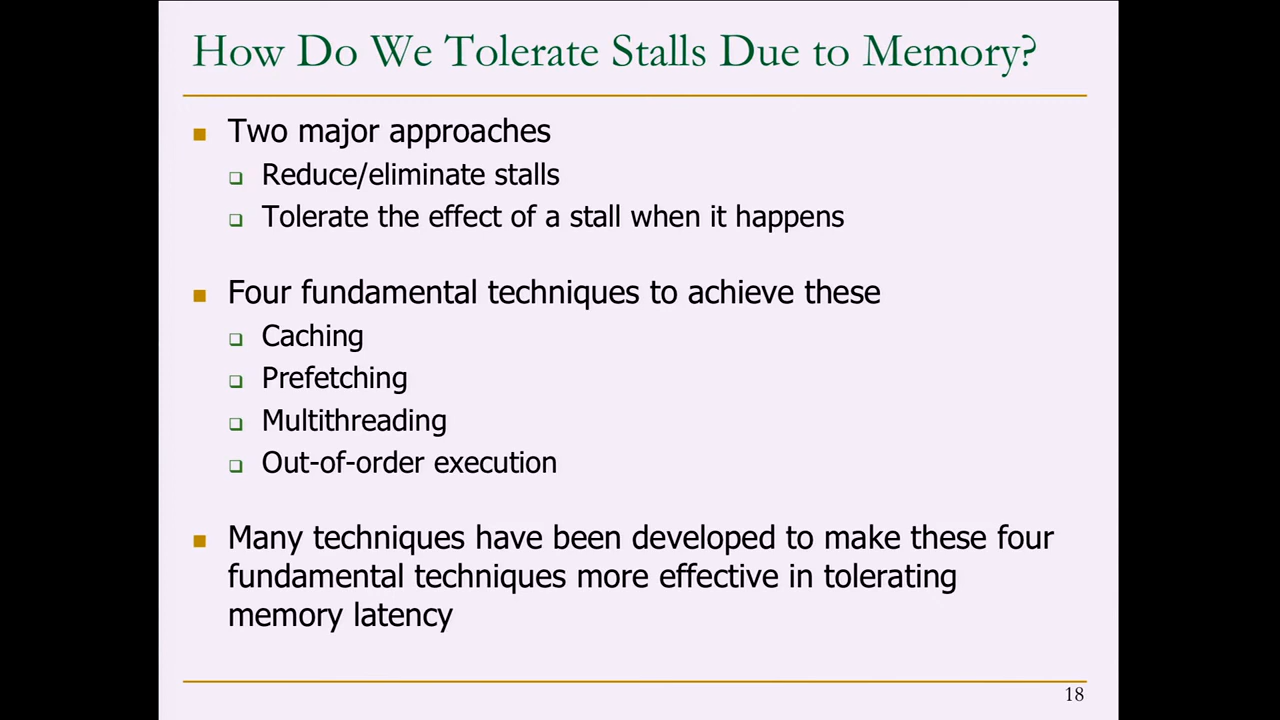 How Do We Tolerate Stalls Due to Memory?
Two major approaches
Reduce/eliminate stalls
Tolerate the effect of a stall when it happens
Four fundamental techniques to achieve these
Caching
Prefetching
Multithreading
Out-of-order execution
Many techniques have been developed to make these four
fundamental techniques more effective in tolerating
memory latency
18